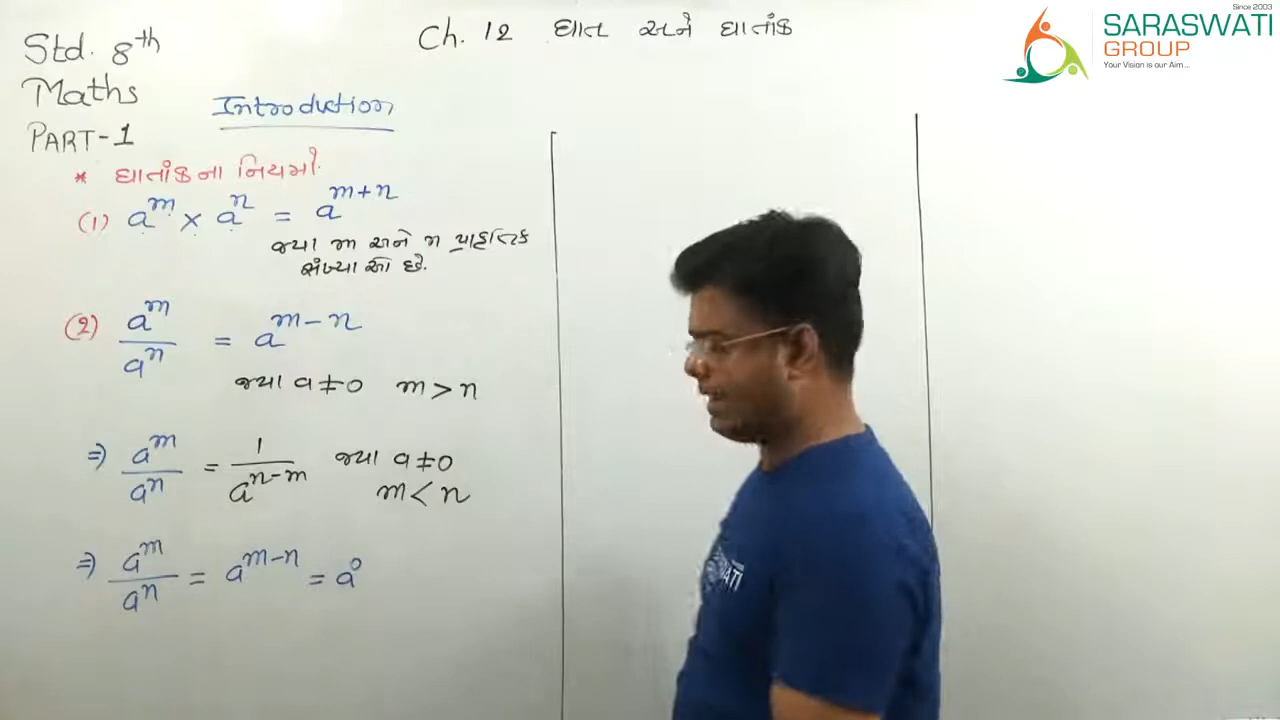 Std. 8th
Maths
PART-1
Ch. 12 ઘાત અને ઘાતાંક
Since 2003
SARASWATI
GROUP
Your Vision is our Aim ...
Introduction
* ઘાતાંકના નિયમો.
(1) a^m × a^n = a^(m+n)
જ્યા m અને n પ્રાકૃતિક
સંખ્યા ઓ છે.
(2) a^m / a^n = a^(m-n)
જ્યા a ≠ 0 m > n
⇒ a^m / a^n = 1 / a^(n-m) જ્યા a ≠ 0
m < n
⇒ a^m / a^n = a^(m-n) = a^0